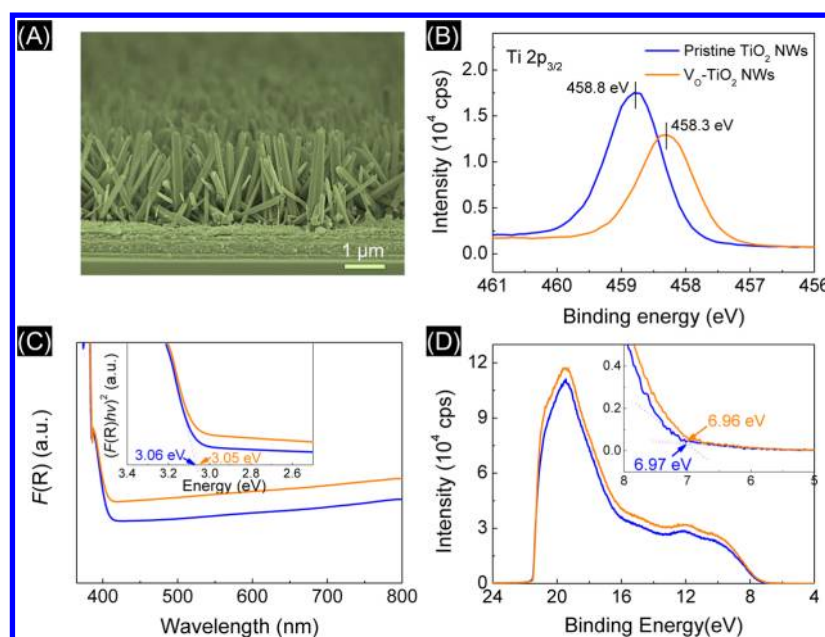 (A)
1 μm
(B)
Ti 2p3/2
Pristine TiO2 NWs
VO-TiO2 NWs
458.8 eV
458.3 eV
Intensity (10^4 cps)
2.0
1.5
1.0
0.5
0.0
461 460 459 458 457 456
Binding energy (eV)
(C)
F(R) (a.u.)
(F(R)hv)^2 (a.u.)
3.06 eV
3.05 eV
3.4 3.2 3.0 2.8 2.6
Energy (eV)
400 500 600 700 800
Wavelength (nm)
(D)
Intensity (10^4 cps)
12
9
6
3
0
0.4
0.2
0.0
6.96 eV
6.97 eV
8 7 6 5
24 20 16 12 8 4
Binding Energy(eV)